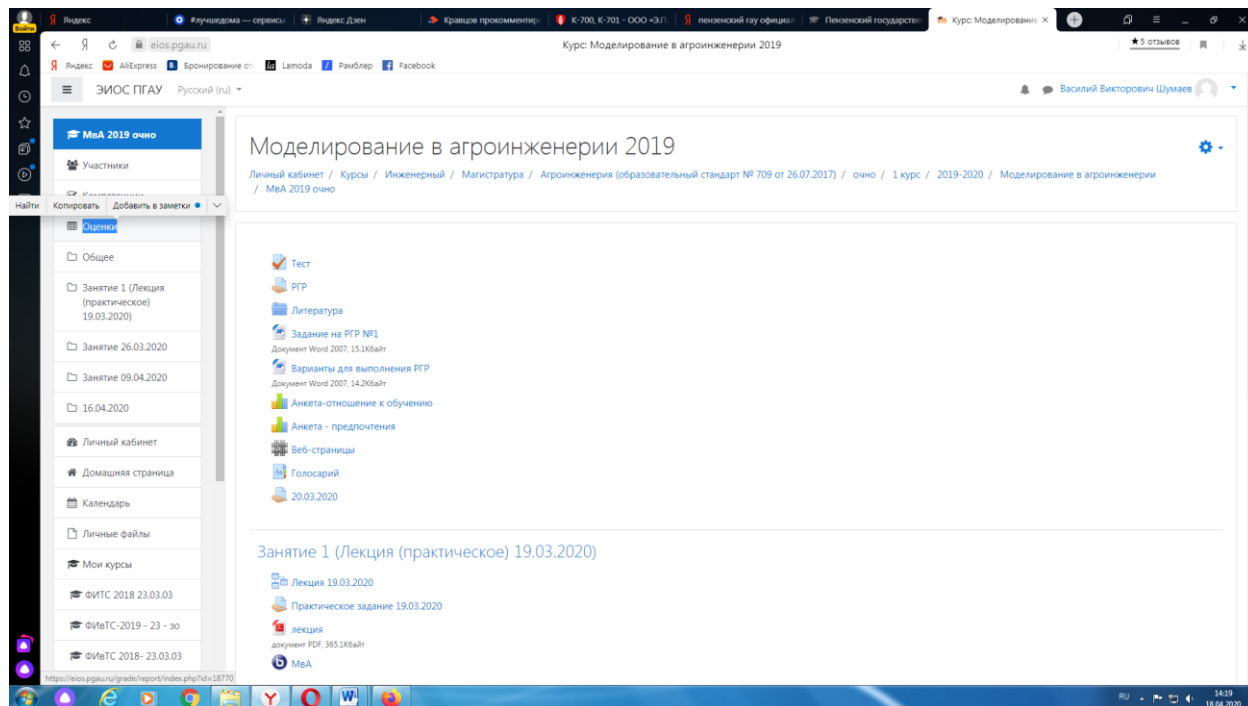 Яндекс
#лучшедома — сервисы
Яндекс Дзен
Кравцов прокомментир
К-700, К-701 - ООО «Э.П.
пензенский гау официал
Пензенский государстве
Курс: Моделирование
Войти
eios.pgau.ru
Курс: Моделирование в агроинженерии 2019
★5 отзывов
Яндекс
AliExpress
Бронирование от
Lamoda
Рамблер
Facebook
ЭИОС ПГАУ
Русский (ru)
Василий Викторович Шумаев
МвА 2019 очно
Участники
Найти
Копировать
Добавить в заметки
Оценки
Общее
Занятие 1 (Лекция
(практическое)
19.03.2020)
Занятие 26.03.2020
Занятие 09.04.2020
16.04.2020
Личный кабинет
Домашняя страница
Календарь
Личные файлы
Мои курсы
ФИТС 2018 23.03.03
ФИвТС-2019 - 23 - зо
ФИвТС 2018- 23.03.03
Моделирование в агроинженерии 2019
Личный кабинет / Курсы / Инженерный / Магистратура / Агроинженерия (образовательный стандарт № 709 от 26.07.2017) / очно / 1 курс / 2019-2020 / Моделирование в агроинженерии
/ МвА 2019 очно
Тест
РГР
Литература
Задание на РГР №1
Документ Word 2007, 15.1Кбайт
Варианты для выполнения РГР
Документ Word 2007, 14.2Кбайт
Анкета-отношение к обучению
Анкета - предпочтения
Веб-страницы
Голосарий
20.03.2020
Занятие 1 (Лекция (практическое) 19.03.2020)
Лекция 19.03.2020
Практическое задание 19.03.2020
лекция
документ PDF, 365.1Кбайт
МвА
https://eios.pgau.ru/grade/report/index.php?id=18770
RU
14:19
18.04.2020